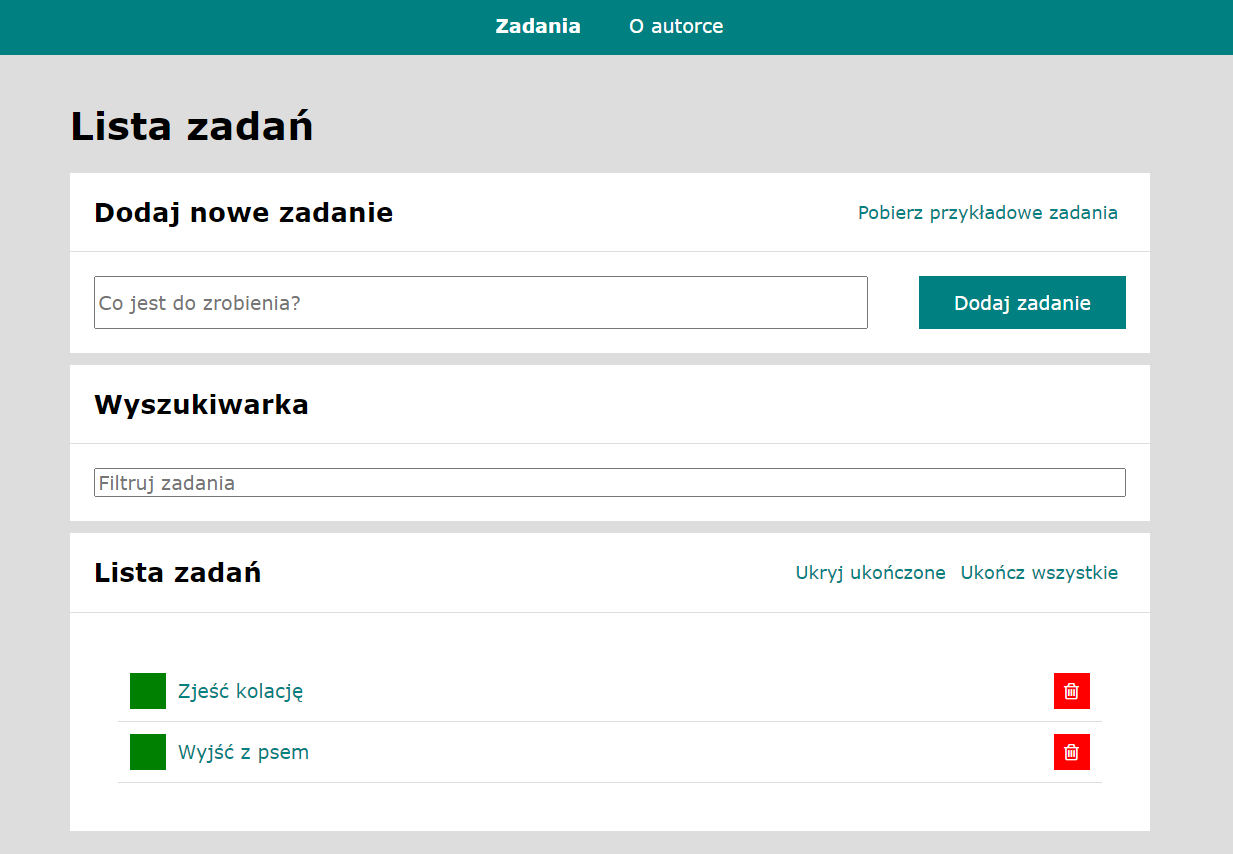 Zadania O autorce
Lista zadań
Dodaj nowe zadanie Pobierz przykładowe zadania
Co jest do zrobienia? Dodaj zadanie
Wyszukiwarka
Filtruj zadania
Lista zadań Ukryj ukończone Ukończ wszystkie
Zjeść kolację
Wyjść z psem